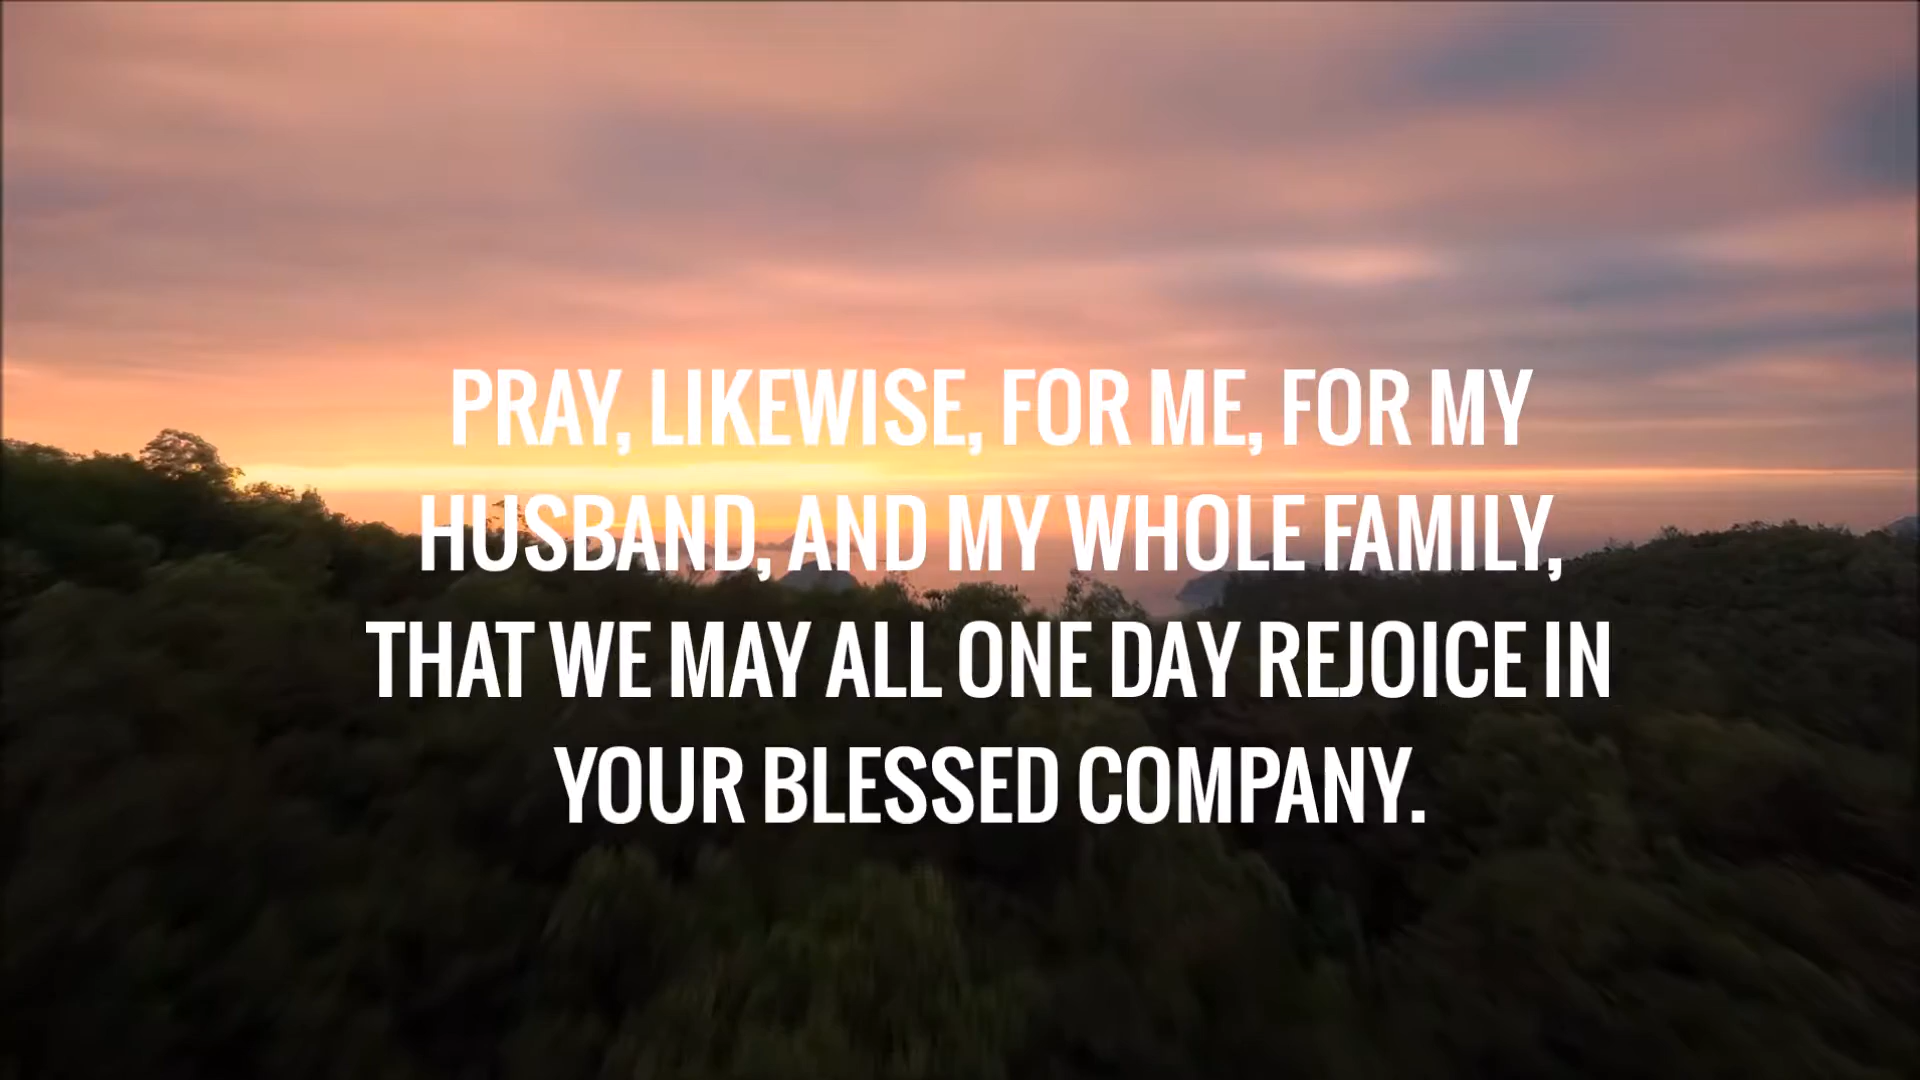 PRAY, LIKEWISE, FOR ME, FOR MY
HUSBAND, AND MY WHOLE FAMILY,
THAT WE MAY ALL ONE DAY REJOICE IN
YOUR BLESSED COMPANY.